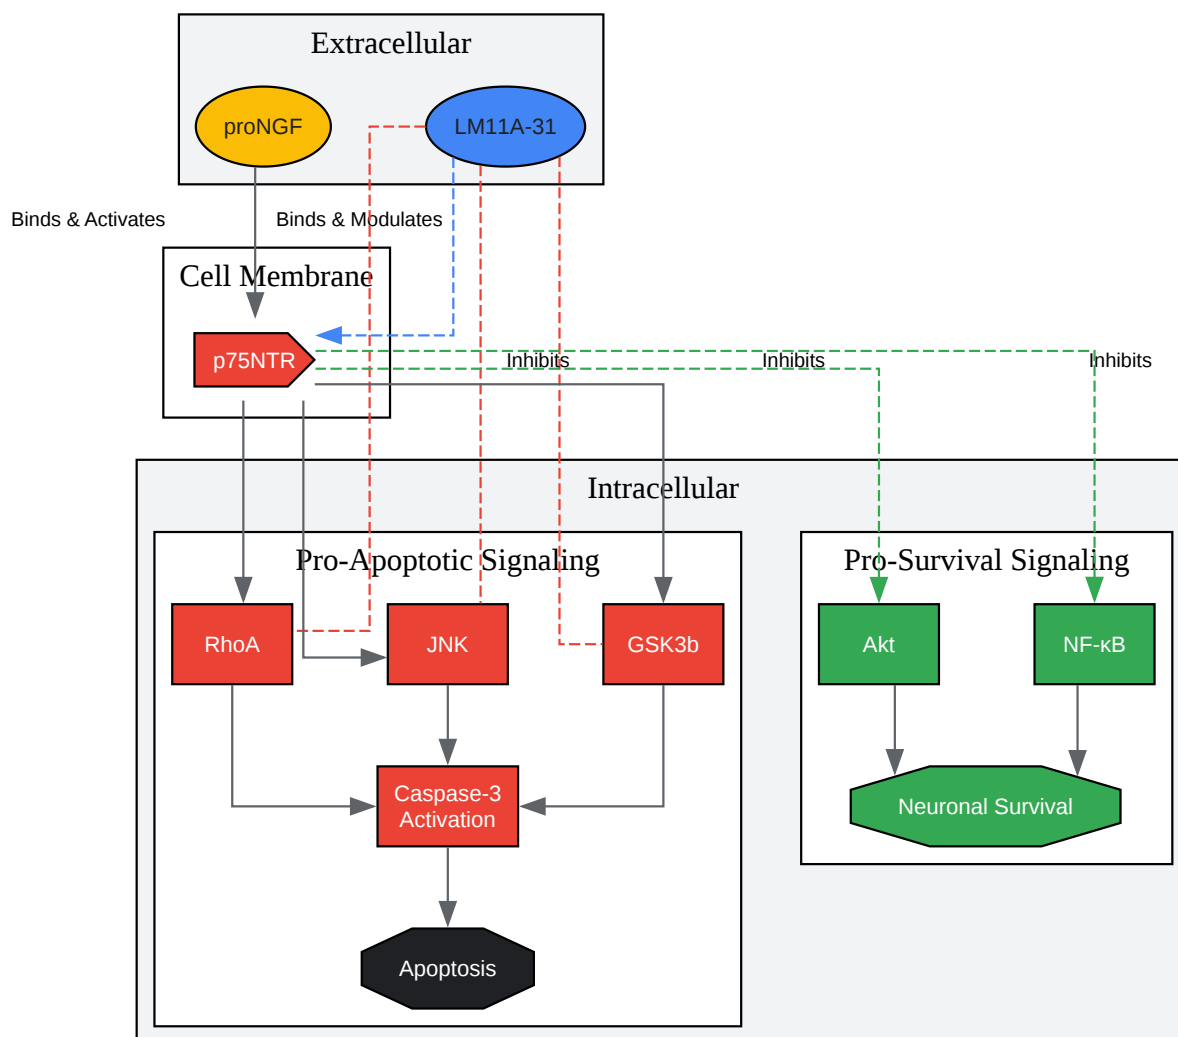 Extracellular
proNGF
LM11A-31
Binds & Activates
Binds & Modulates
Cell Membrane
p75NTR
Inhibits
Inhibits
Inhibits
Intracellular
Pro-Apoptotic Signaling
Pro-Survival Signaling
RhoA
JNK
GSK3b
Akt
NF-κB
Caspase-3
Activation
Neuronal Survival
Apoptosis